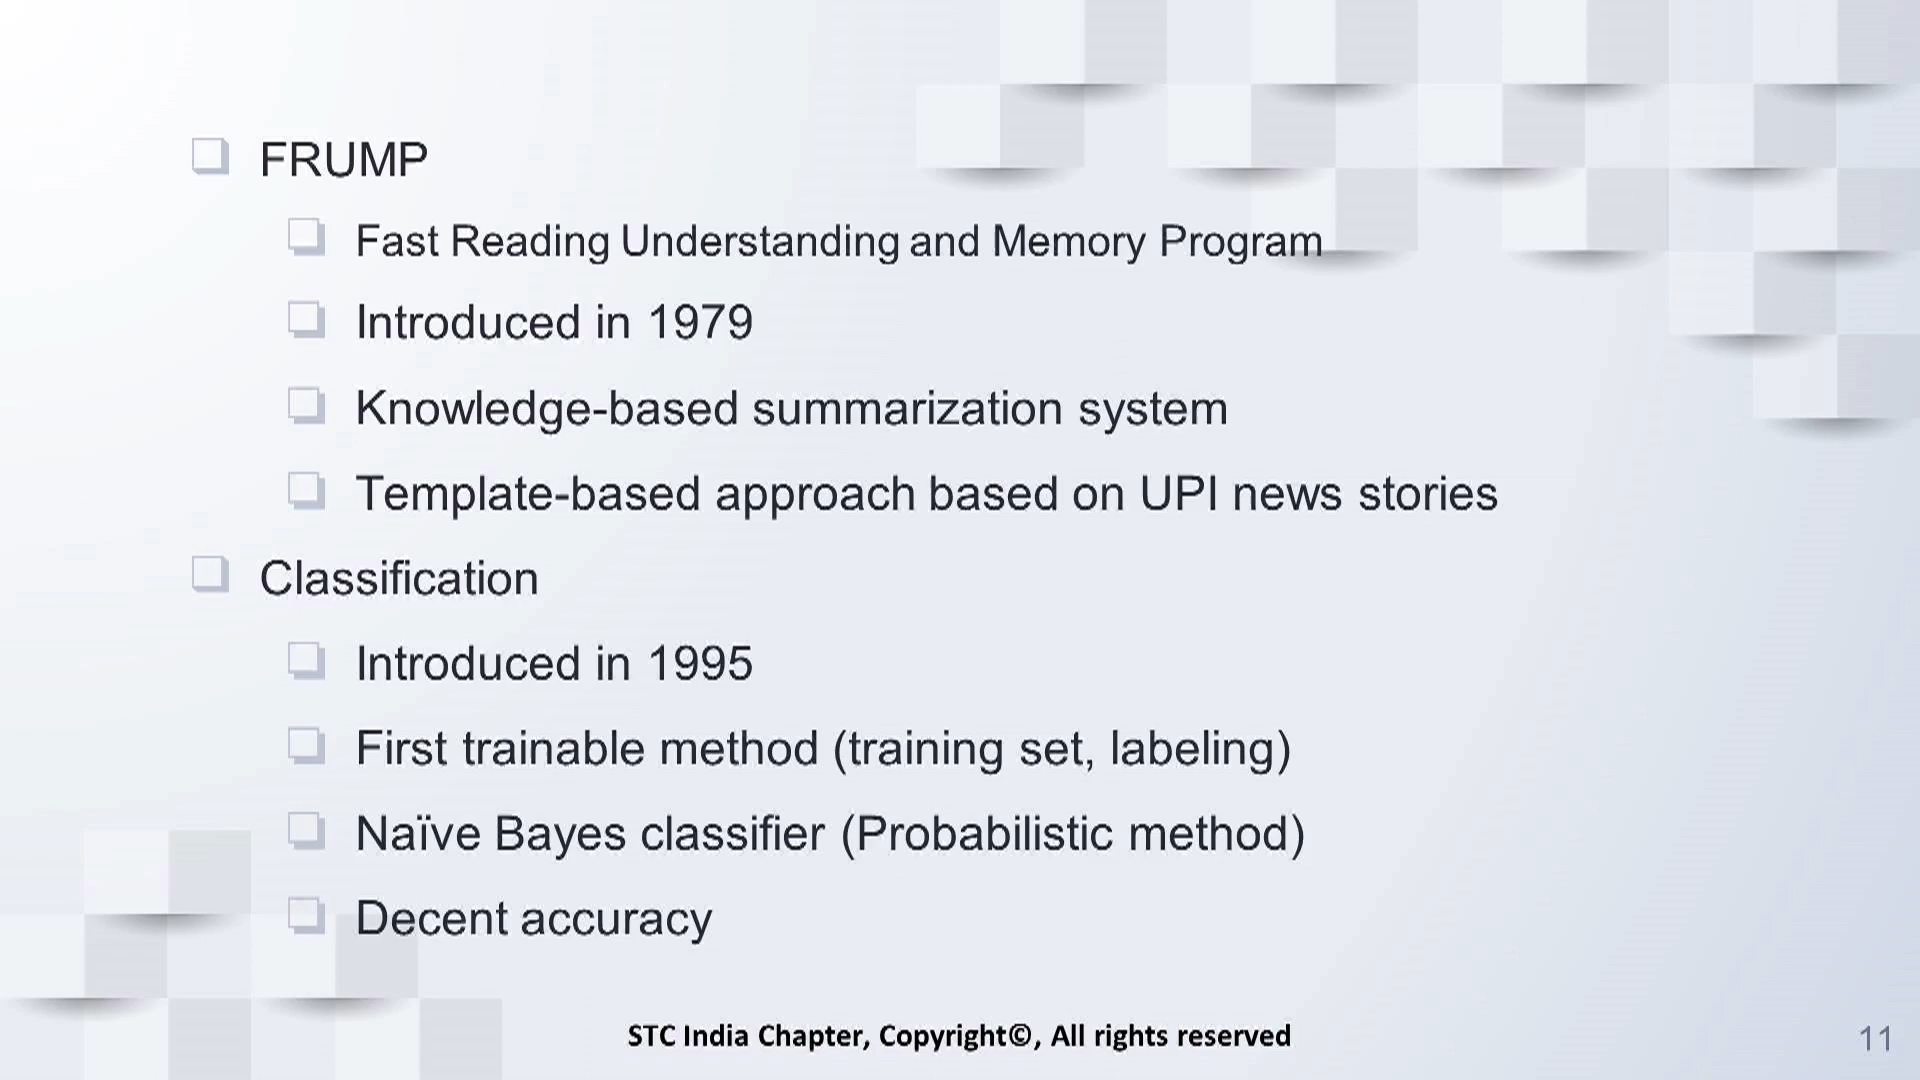 FRUMP
Fast Reading Understanding and Memory Program
Introduced in 1979
Knowledge-based summarization system
Template-based approach based on UPI news stories
Classification
Introduced in 1995
First trainable method (training set, labeling)
Naïve Bayes classifier (Probabilistic method)
Decent accuracy
STC India Chapter, Copyright©, All rights reserved
11